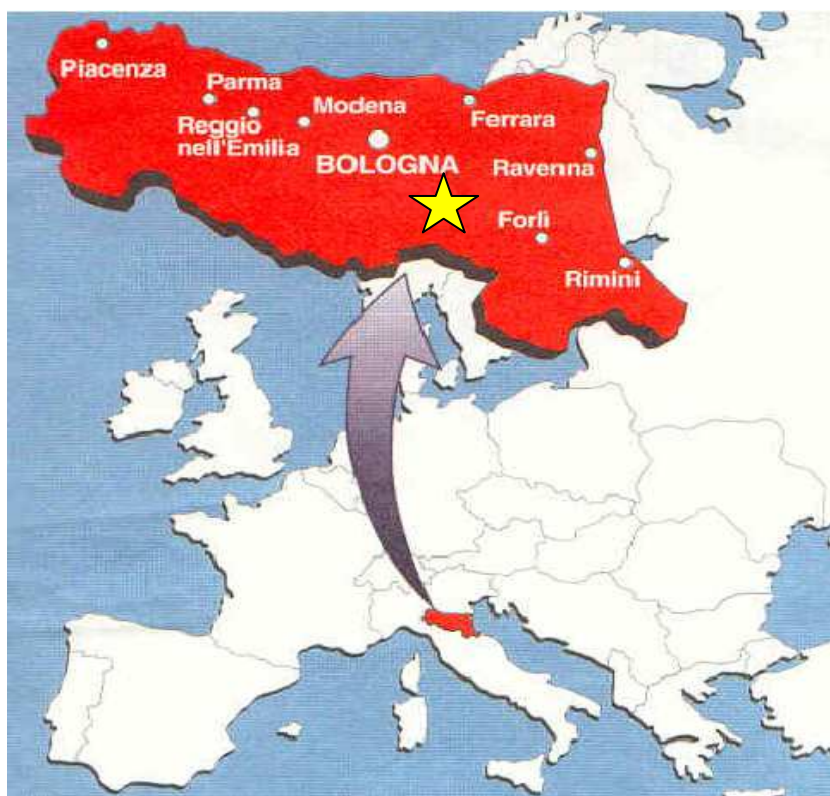 Piacenza
Parma
Reggio
nell'Emilia
Modena
BOLOGNA
Ferrara
Ravenna
Forlì
Rimini